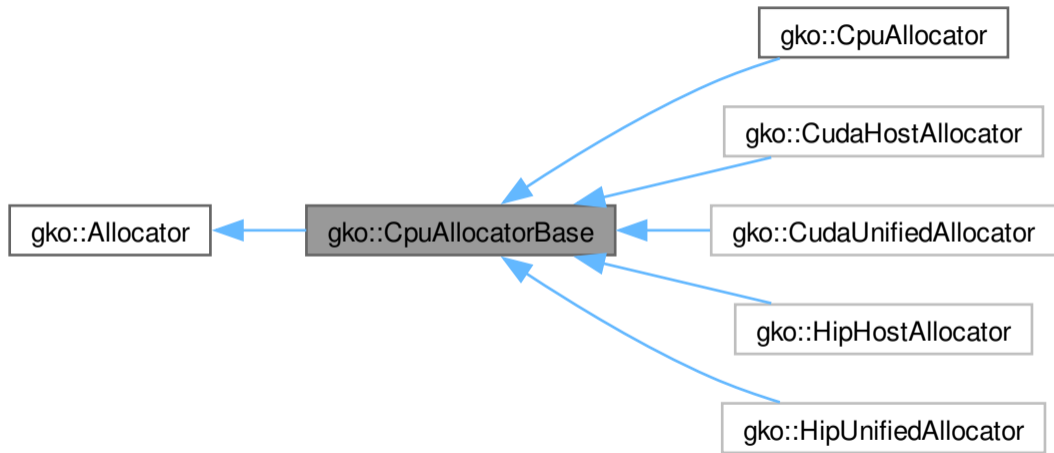 gko::CpuAllocator
gko::CudaHostAllocator
gko::Allocator
gko::CpuAllocatorBase
gko::CudaUnifiedAllocator
gko::HipHostAllocator
gko::HipUnifiedAllocator